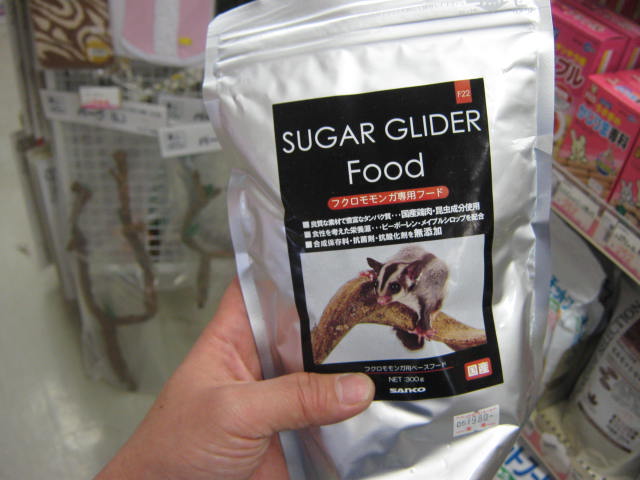 F22
SUGAR GLIDER
Food
フクロモモンガ専用フード
■良質な素材で豊富なタンパク質・・・国産鶏肉・昆虫成分使用
■食性を考えた栄養源・・・ビーポーレン・メイプルシロップを配合
■合成保存料・抗菌剤・抗酸化剤を無添加
フクロモモンガ用ベースフード
NET:300g
国産
SANKO